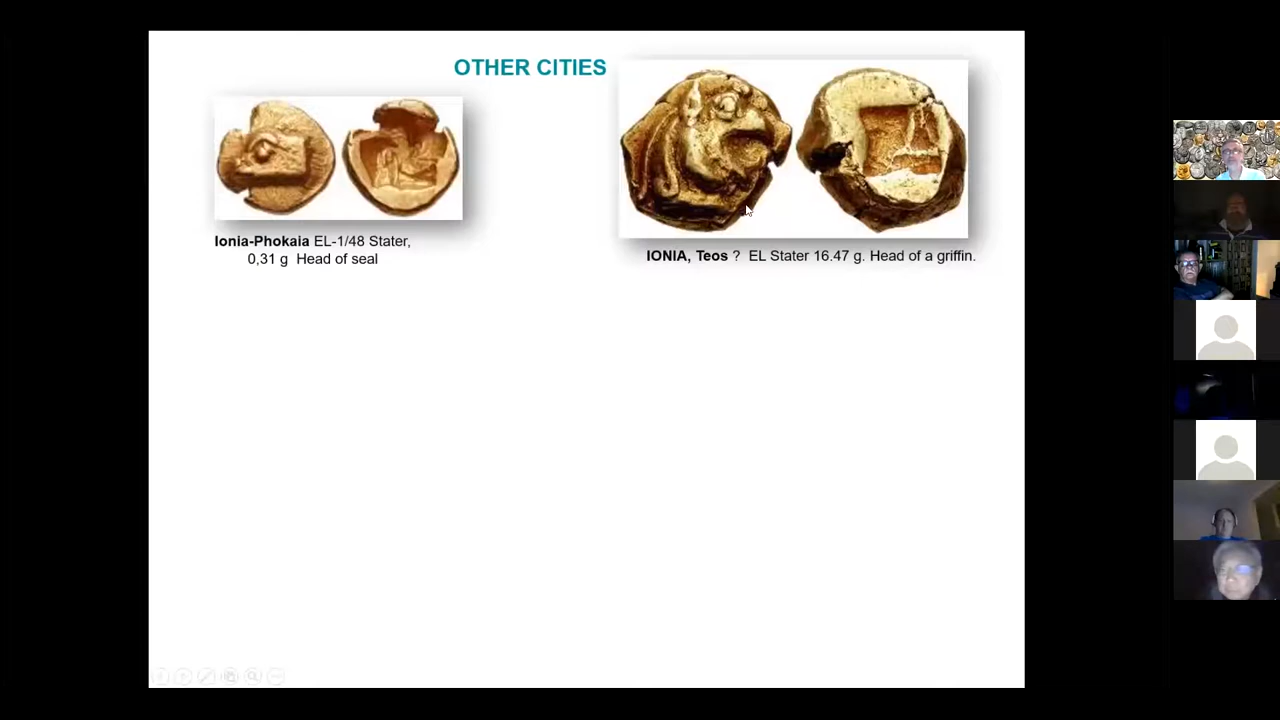 OTHER CITIES
Ionia-Phokaia EL-1/48 Stater,
0,31 g Head of seal
IONIA, Teos ? EL Stater 16.47 g. Head of a griffin.